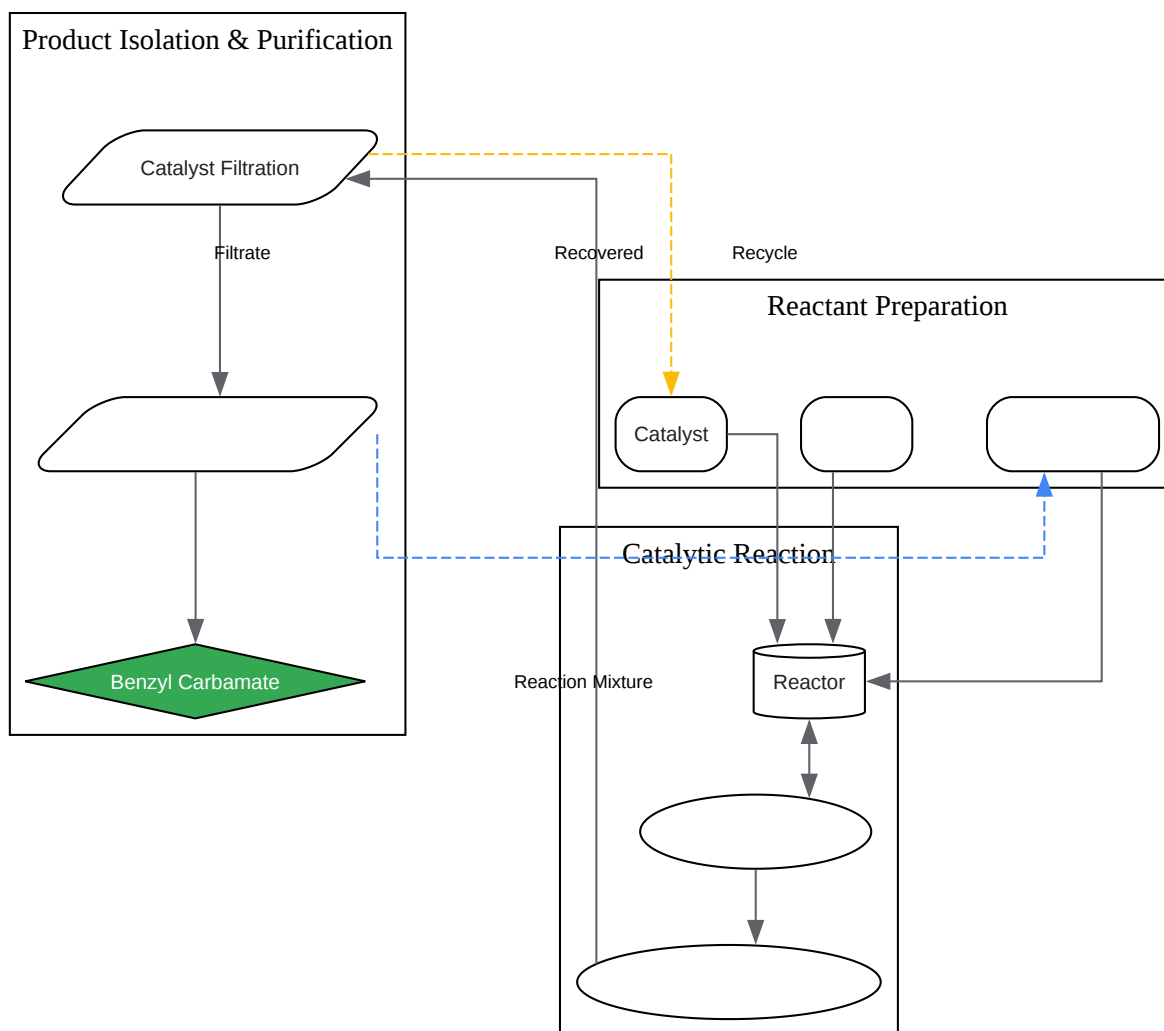 Product Isolation & Purification
Catalyst Filtration
Filtrate
Recovered
Recycle
Reactant Preparation
Catalyst
Catalytic Reaction
Benzyl Carbamate
Reaction Mixture
Reactor